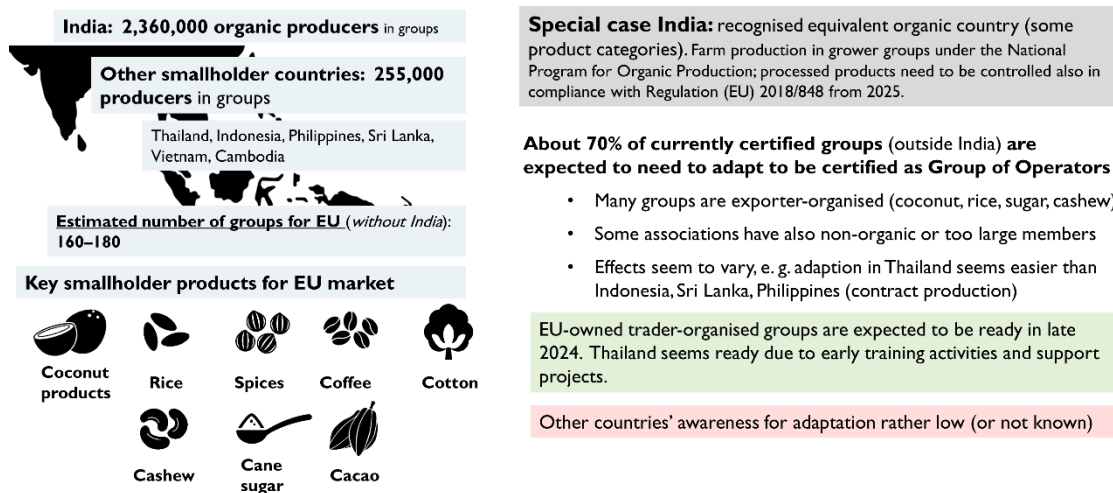 India: 2,360,000 organic producers in groups
Other smallholder countries: 255,000
producers in groups
Thailand, Indonesia, Philippines, Sri Lanka,
Vietnam, Cambodia
Estimated number of groups for EU (without India):
160–180
Key smallholder products for EU market
Coconut
products
Rice
Spices
Coffee
Cotton
Cashew
Cane
sugar
Cacao
Special case India: recognised equivalent organic country (some
product categories). Farm production in grower groups under the National
Program for Organic Production; processed products need to be controlled also in
compliance with Regulation (EU) 2018/848 from 2025.
About 70% of currently certified groups (outside India) are
expected to need to adapt to be certified as Group of Operators
• Many groups are exporter-organised (coconut, rice, sugar, cashew)
• Some associations have also non-organic or too large members
• Effects seem to vary, e. g. adaption in Thailand seems easier than
Indonesia, Sri Lanka, Philippines (contract production)
EU-owned trader-organised groups are expected to be ready in late
2024. Thailand seems ready due to early training activities and support
projects.
Other countries' awareness for adaptation rather low (or not known)